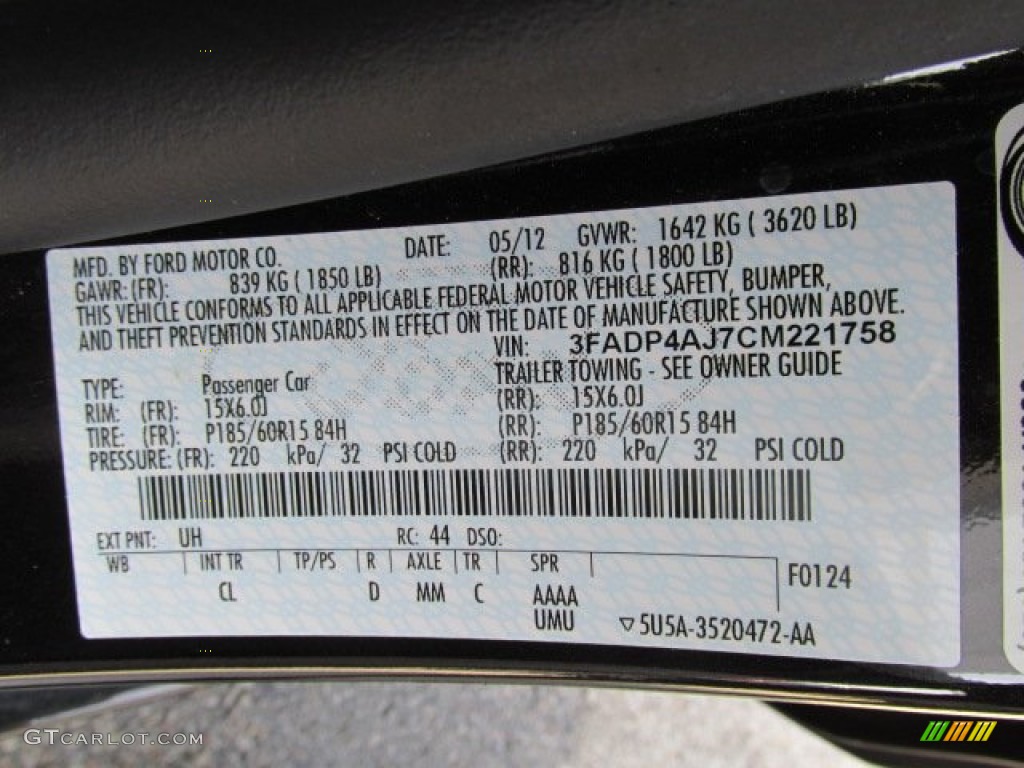 MFD. BY FORD MOTOR CO. DATE: 05/12 GVWR: 1642 KG ( 3620 LB)
GAWR: (FR): 839 KG ( 1850 LB) (RR): 816 KG ( 1800 LB)
THIS VEHICLE CONFORMS TO ALL APPLICABLE FEDERAL MOTOR VEHICLE SAFETY, BUMPER,
AND THEFT PREVENTION STANDARDS IN EFFECT ON THE DATE OF MANUFACTURE SHOWN ABOVE.
VIN: 3FADP4AJ7CM221758
TYPE: Passenger Car TRAILER TOWING - SEE OWNER GUIDE
RIM: (FR): 15X6.0J (RR): 15X6.0J
TIRE: (FR): P185/60R15 84H (RR): P185/60R15 84H
PRESSURE: (FR): 220 kPa/ 32 PSI COLD (RR): 220 kPa/ 32 PSI COLD
EXT PNT: UH RC: 44 DSO:
WB INT TR TP/PS R AXLE TR SPR
CL D MM C AAAA F0124
UMU ▽5U5A-3520472-AA
GTCARLOT.COM